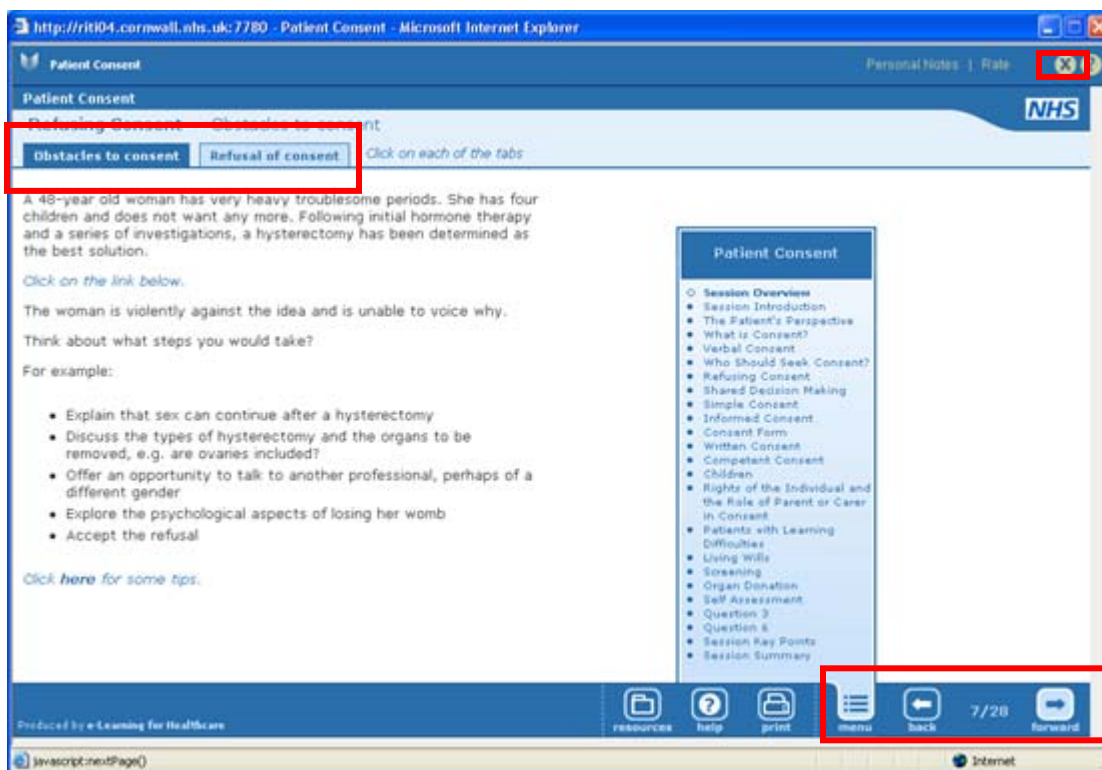 http://riti04.cornwall.nhs.uk:7780 - Patient Consent - Microsoft Internet Explorer
Patient Consent
Personal Notes | Rate
X ?
Patient Consent
NHS
Refusing Consent Obstacles to consent
Obstacles to consent Refusal of consent Click on each of the tabs
A 48-year old woman has very heavy troublesome periods. She has four
children and does not want any more. Following initial hormone therapy
and a series of investigations, a hysterectomy has been determined as
the best solution.
Click on the link below.
The woman is violently against the idea and is unable to voice why.
Think about what steps you would take?
For example:
• Explain that sex can continue after a hysterectomy
• Discuss the types of hysterectomy and the organs to be
removed, e.g. are ovaries included?
• Offer an opportunity to talk to another professional, perhaps of a
different gender
• Explore the psychological aspects of losing her womb
• Accept the refusal
Click here for some tips.
Patient Consent
Session Overview
• Session Introduction
• The Patient's Perspective
• What is Consent?
• Verbal Consent
• Who Should Seek Consent?
• Refusing Consent
• Shared Decision Making
• Simple Consent
• Informed Consent
• Consent Form
• Written Consent
• Competent Consent
• Children
• Rights of the Individual and
the Role of Parent or Carer
in Consent
• Patients with Learning
Difficulties
• Living Wills
• Screening
• Organ Donation
• Self Assessment
• Question 3
• Question 6
• Session Key Points
• Session Summary
Produced by e-Learning for Healthcare
resources help print menu back 7/28 forward
javascript:nextPage()
Internet